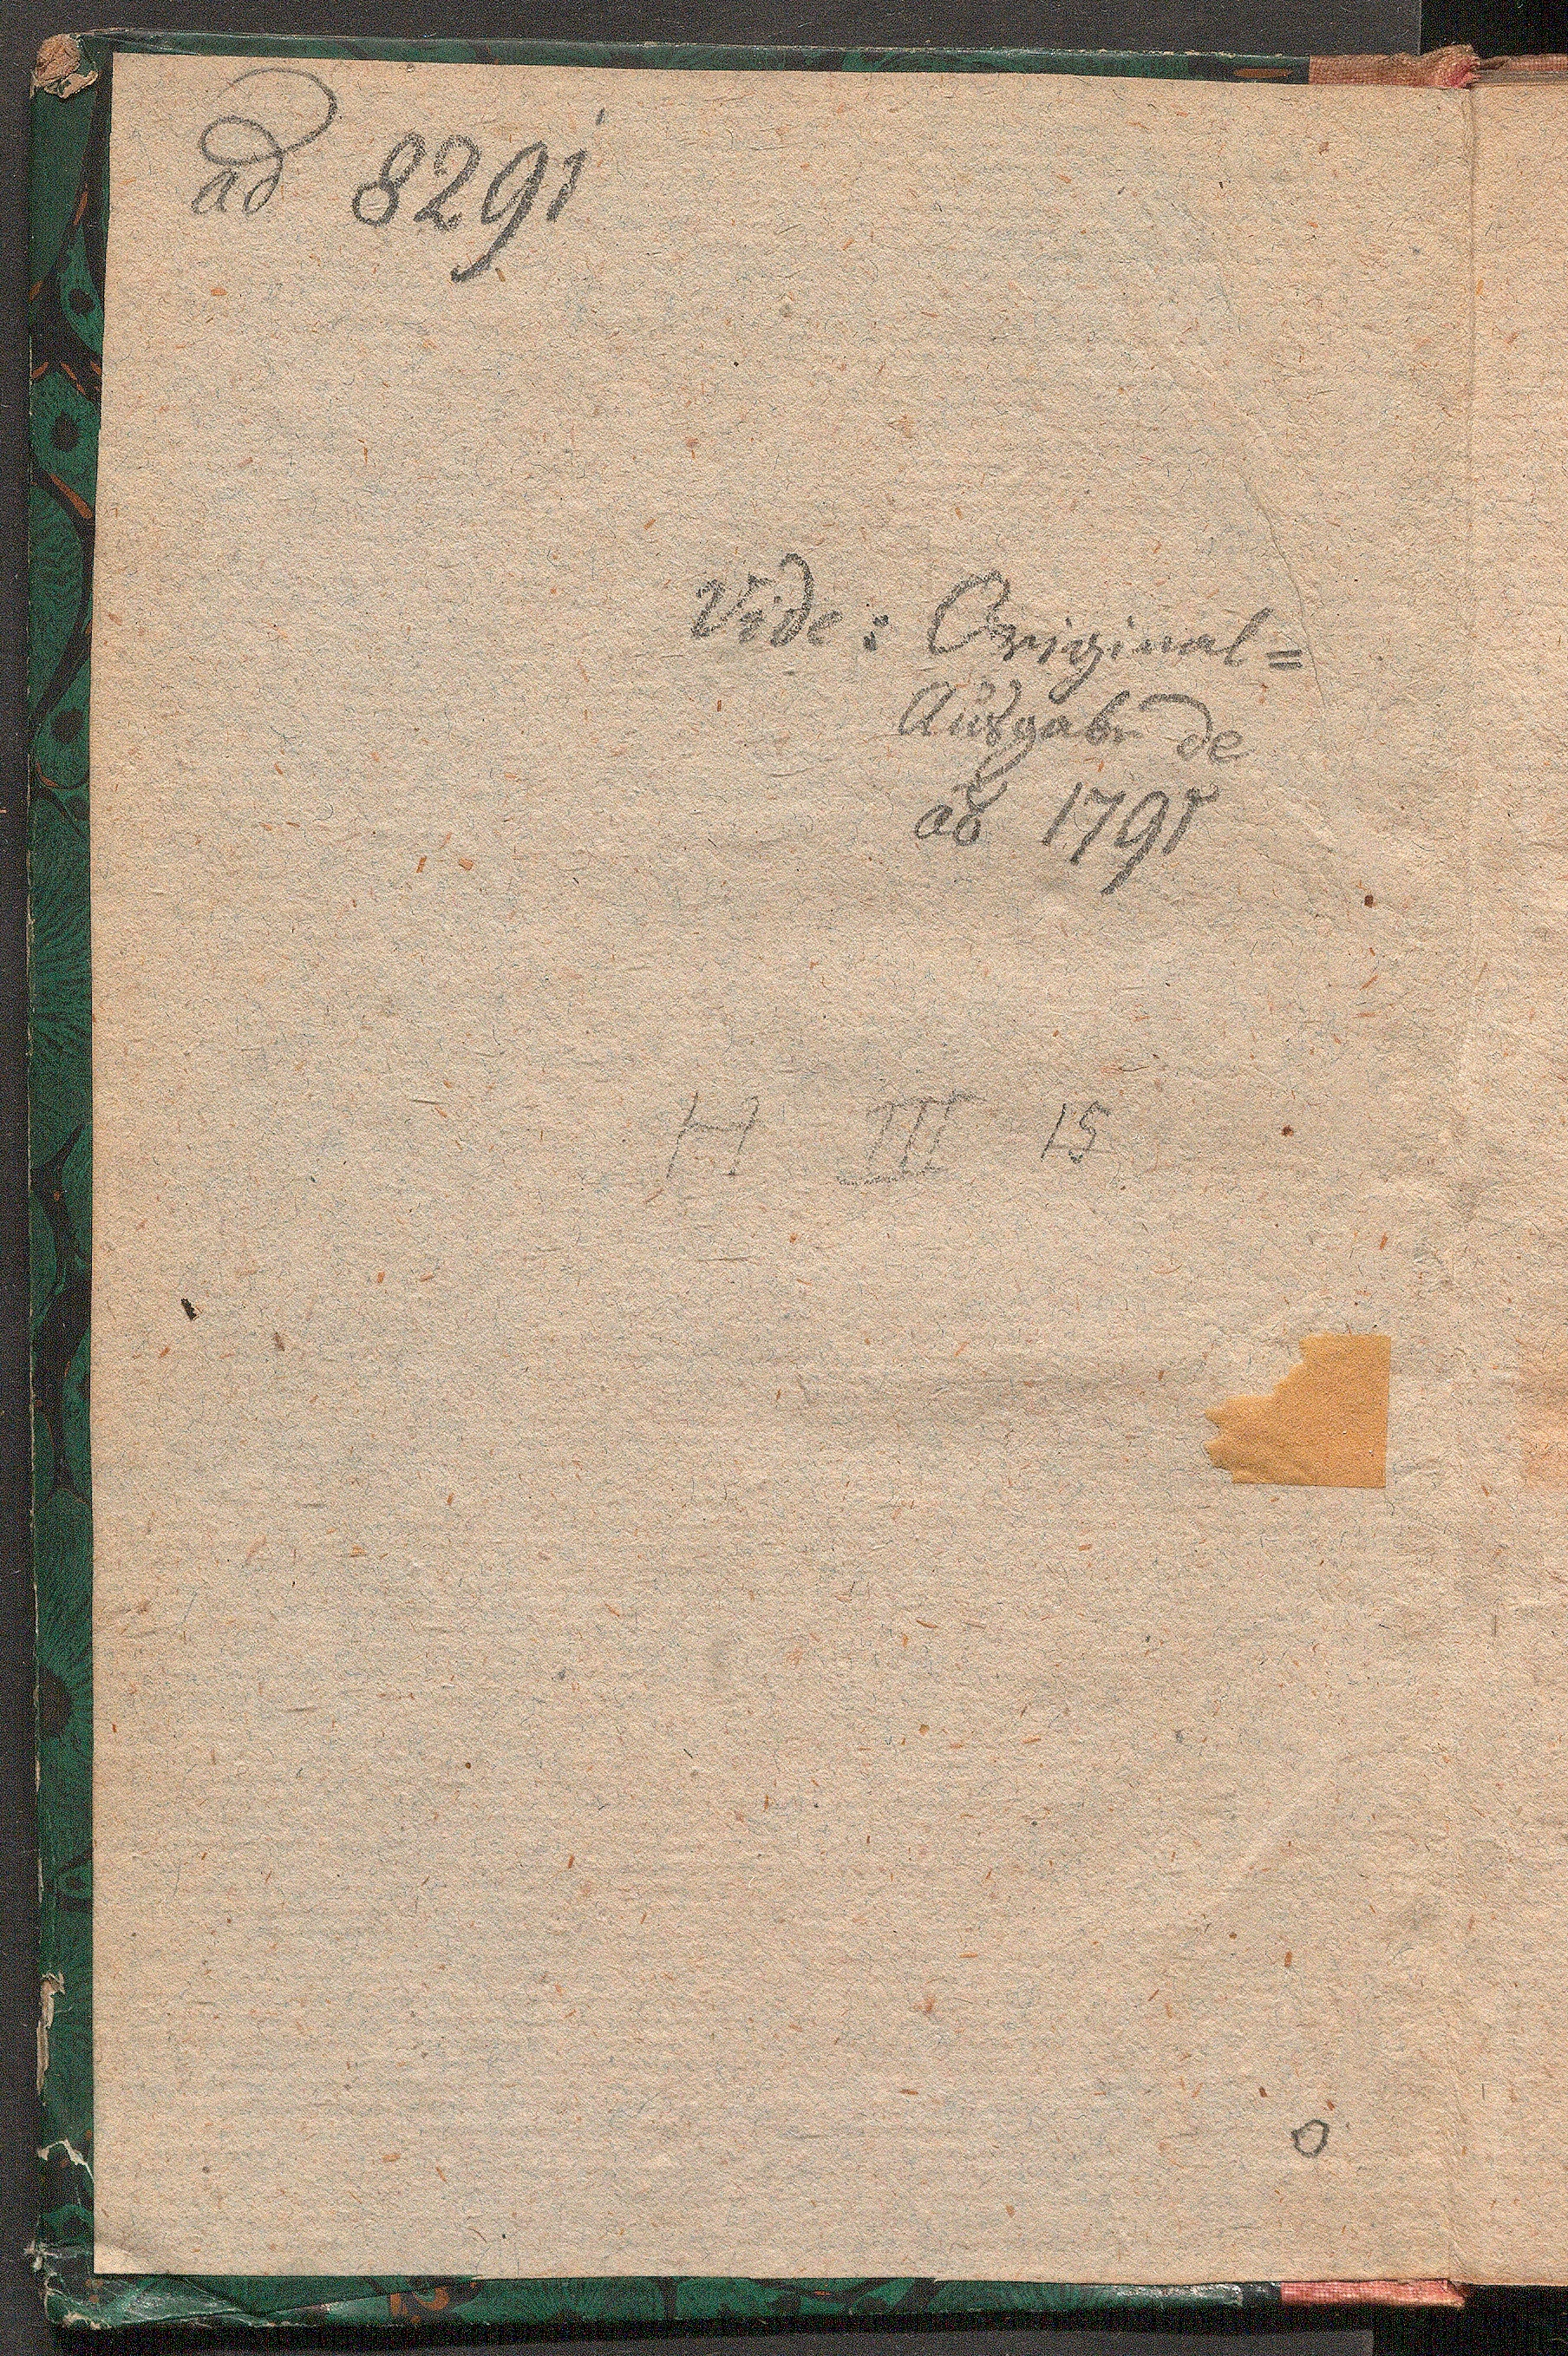 ad 8291
Vide: Original=
Ausgabe de
ao 1791
H III 15
o